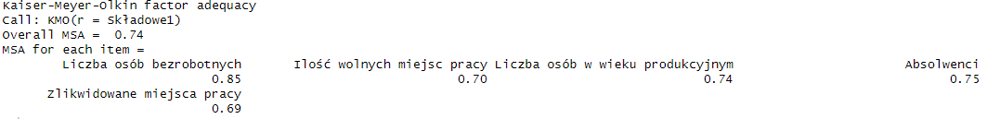 Kaiser-Meyer-Olkin factor adequacy
Call: KMO(r = Składowe1)
Overall MSA =  0.74
MSA for each item =
Liczba osób bezrobotnych Ilość wolnych miejsc pracy Liczba osób w wieku produkcyjnym Absolwenci
0.85 0.70 0.74 0.75
Zlikwidowane miejsca pracy
0.69